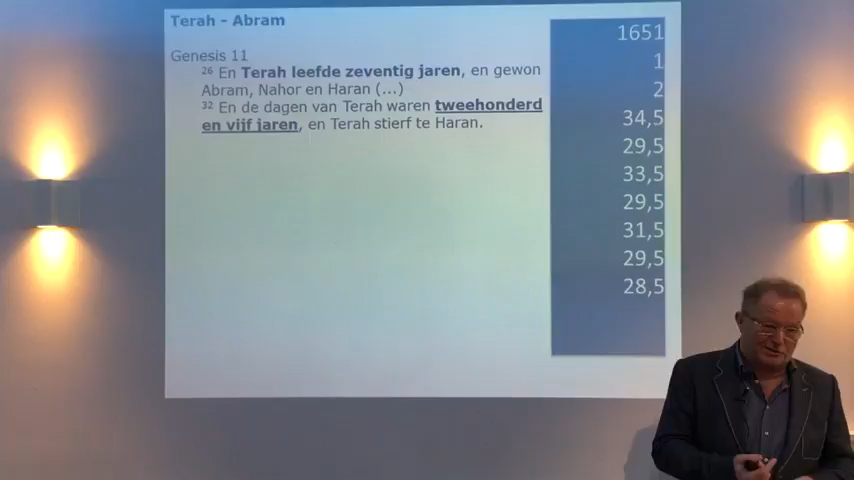 Terah - Abram
Genesis 11
26 En Terah leefde zeventig jaren, en gewon
Abram, Nahor en Haran (...)
32 En de dagen van Terah waren tweehonderd
en vijf jaren, en Terah stierf te Haran.
1651
1
2
34,5
29,5
33,5
29,5
31,5
29,5
28,5